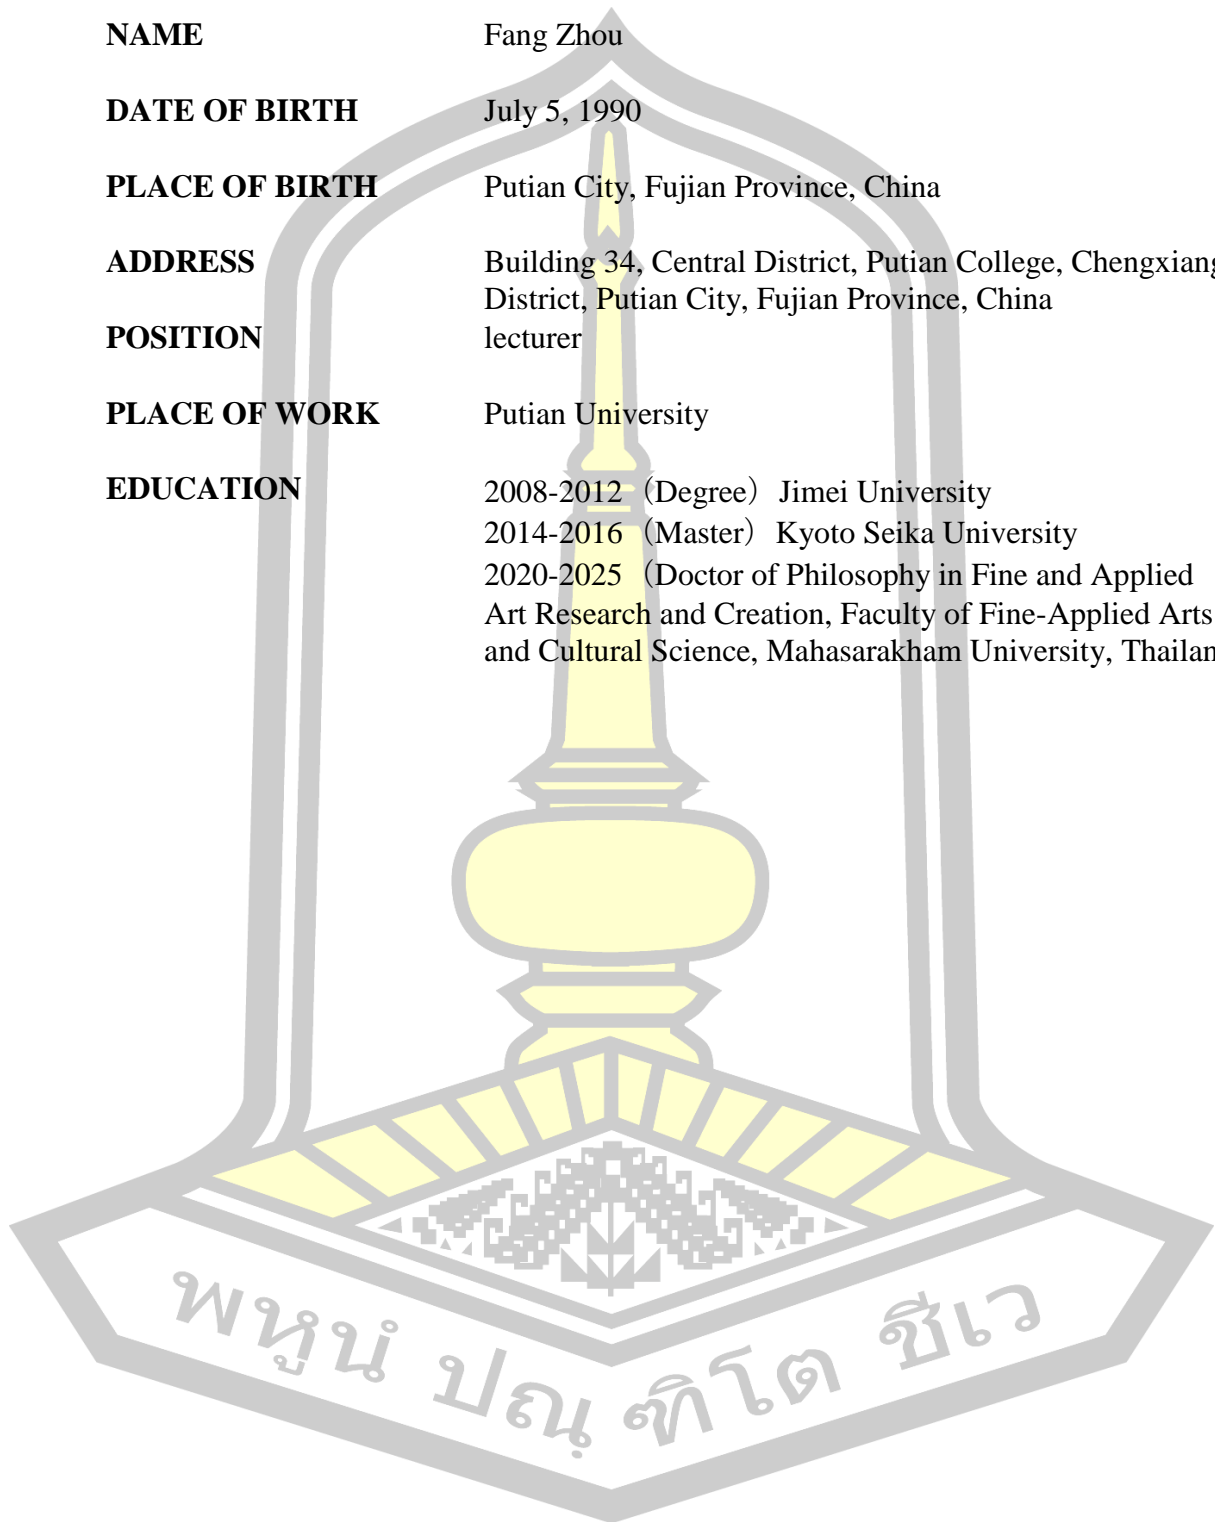 NAME Fang Zhou
DATE OF BIRTH July 5, 1990
PLACE OF BIRTH Putian City, Fujian Province, China
ADDRESS Building 34, Central District, Putian College, Chengxiang
District, Putian City, Fujian Province, China
POSITION lecturer
PLACE OF WORK Putian University
EDUCATION 2008-2012（Degree）Jimei University
2014-2016（Master）Kyoto Seika University
2020-2025（Doctor of Philosophy in Fine and Applied
Art Research and Creation, Faculty of Fine-Applied Arts
and Cultural Science, Mahasarakham University, Thailan
พหูนํ ปณฺฑิโต ชีเว